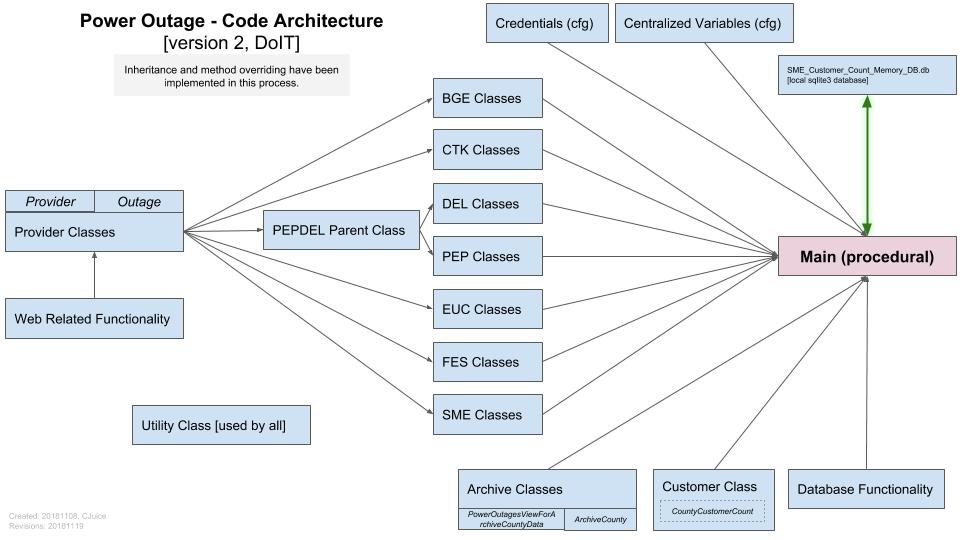 Power Outage - Code Architecture
[version 2, DoIT]
Inheritance and method overriding have been
implemented in this process.
Credentials (cfg)
Centralized Variables (cfg)
SME_Customer_Count_Memory_DB.db
[local sqlite3 database]
BGE Classes
CTK Classes
DEL Classes
PEP Classes
EUC Classes
FES Classes
SME Classes
Provider
Outage
Provider Classes
PEPDEL Parent Class
Web Related Functionality
Main (procedural)
Utility Class [used by all]
Archive Classes
PowerOutagesViewForA
rchiveCountyData
ArchiveCounty
Customer Class
CountyCustomerCount
Database Functionality
Created: 20181108, CJuice
Revisions: 20181119